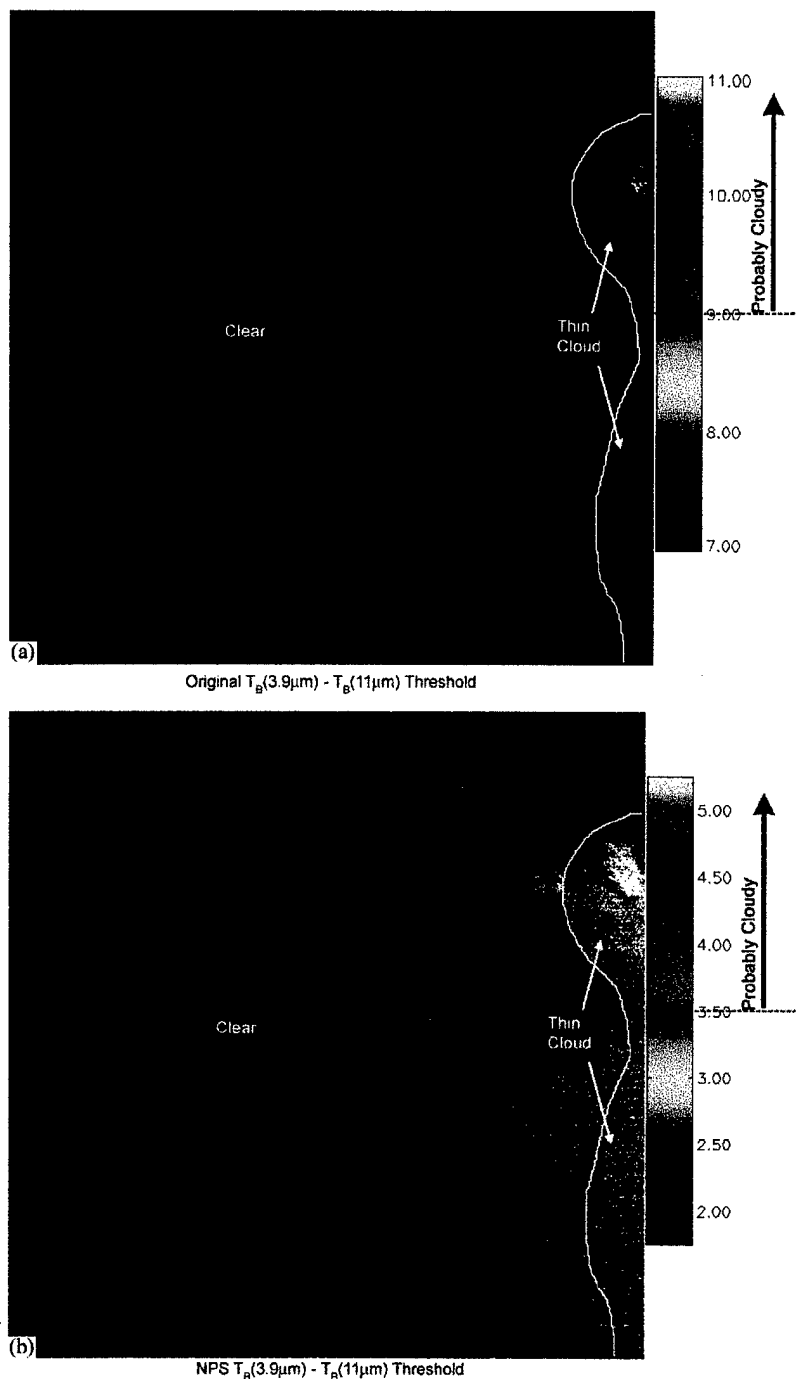 11.00
10.00
9.00
8.00
7.00
Probably Cloudy
Clear
Thin
Cloud
(a)
Original T_B(3.9µm) - T_B(11µm) Threshold
5.00
4.50
4.00
3.50
3.00
2.50
2.00
Probably Cloudy
Clear
Thin
Cloud
(b)
NPS T_B(3.9µm) - T_B(11µm) Threshold